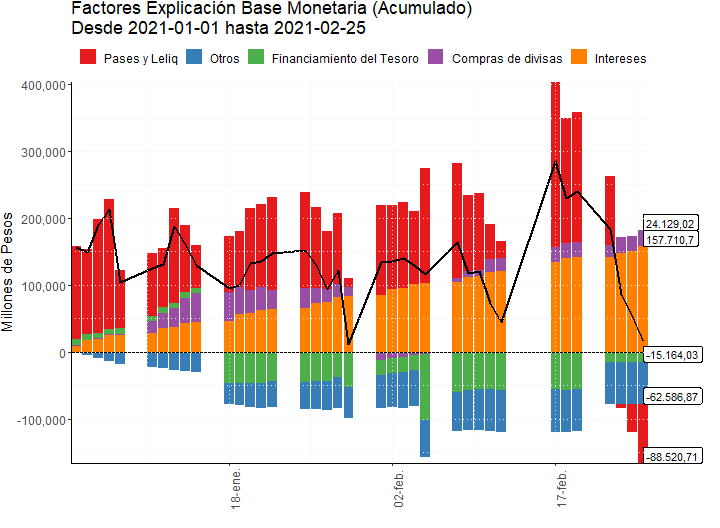 Factores Explicación Base Monetaria (Acumulado)
Desde 2021-01-01 hasta 2021-02-25
Pases y Leliq Otros Financiamiento del Tesoro Compras de divisas Intereses
Millones de Pesos
400,000
300,000
200,000
100,000
0
-100,000
24.129,02
157.710,7
-15.164,03
-62.586,87
-88.520,71
18-ene.
02-feb.
17-feb.